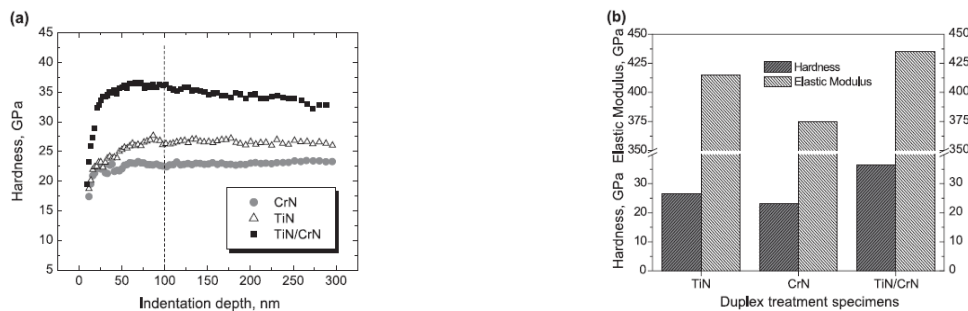 (a)
40
35
30
25
20
15
10
5
Hardness, GPa
CrN
TiN
TiN/CrN
0 50 100 150 200 250 300
Indentation depth, nm
(b)
Hardness, GPa Elastic Modulus, GPa
450 450
425 425
400 400
375 375
350 350
30 30
20 20
10 10
0 0
Hardness
Elastic Modulus
TiN CrN TiN/CrN
Duplex treatment specimens